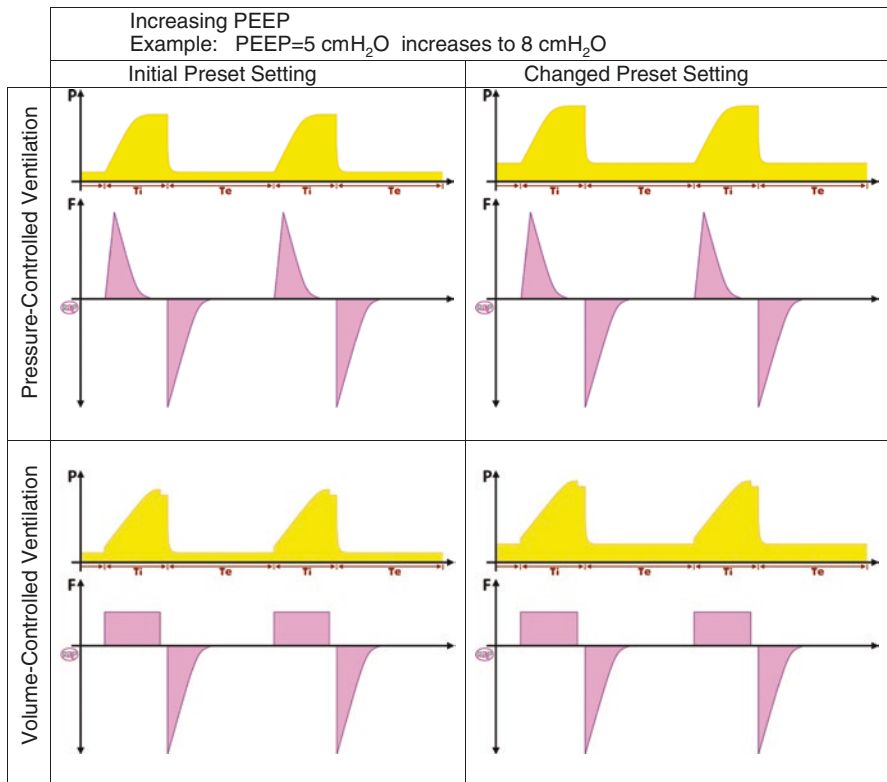 Increasing PEEP
Example: PEEP=5 cmH₂O increases to 8 cmH₂O
Initial Preset Setting
Changed Preset Setting
Pressure-Controlled Ventilation
P
Ti Te Ti Te
F
P
Ti Te Ti Te
F
Volume-Controlled Ventilation
P
Ti Te Ti Te
F
P
Ti Te Ti Te
F